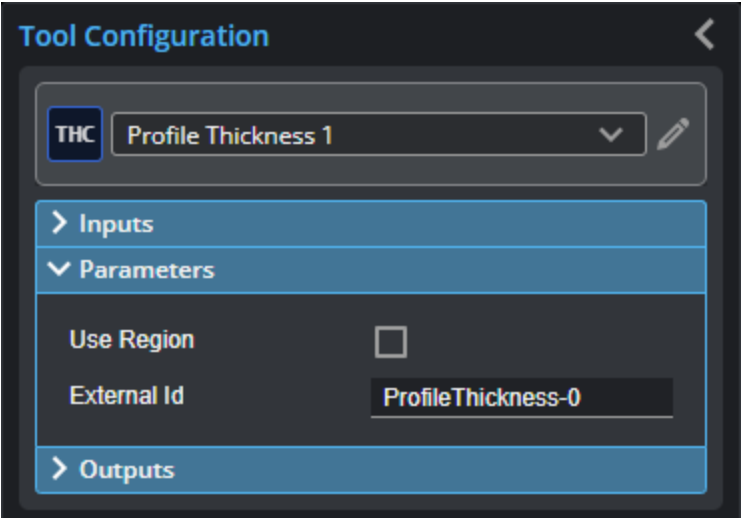 Tool Configuration
THC Profile Thickness 1
Inputs
Parameters
Use Region
External Id ProfileThickness-0
Outputs